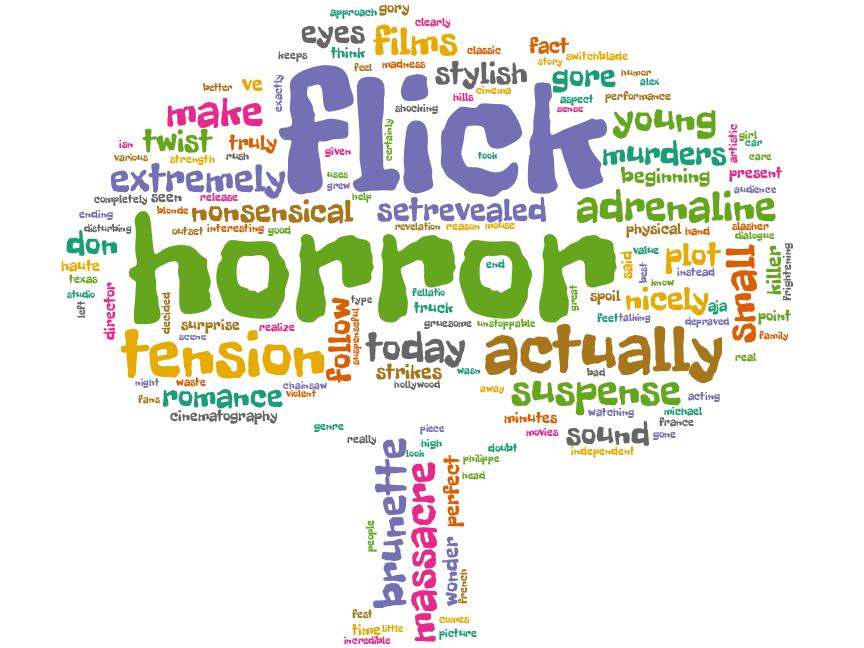 approach gory
clearly
eyes films
keeps think classic fact
story switchblade
feel madness
stylish gore humor
alex
better ve exactly cinema
hills aspect performance
make flick shocking sense
young
isn twist truly certainly artistic girl
car
various strength rush given took murders care
extremely uses beginning present
grew audience
completely seen release help
blonde nonsensical setrevealed adrenaline
ending
disturbing outset interesting good revelation reason mouse physical hand slasher
dialogue
don horror end said value plot small killer frightening
haute best instead
texas know
studio left director decided fellatio great spoil nicely aja
type truck
surprise realize follow suspenseful gruesome unstoppable feet talking depraved point
scene family
tension today actually
real
strikes wasn bad
night waste chainsaw hollywood away suspense acting
fans romance violent
cinematography minutes watching michael
france
genre piece movies sound gone
really high doubt independent
look
brunette massacre perfect philippe
head
people wonder french
fest
time little comes
incredible picture